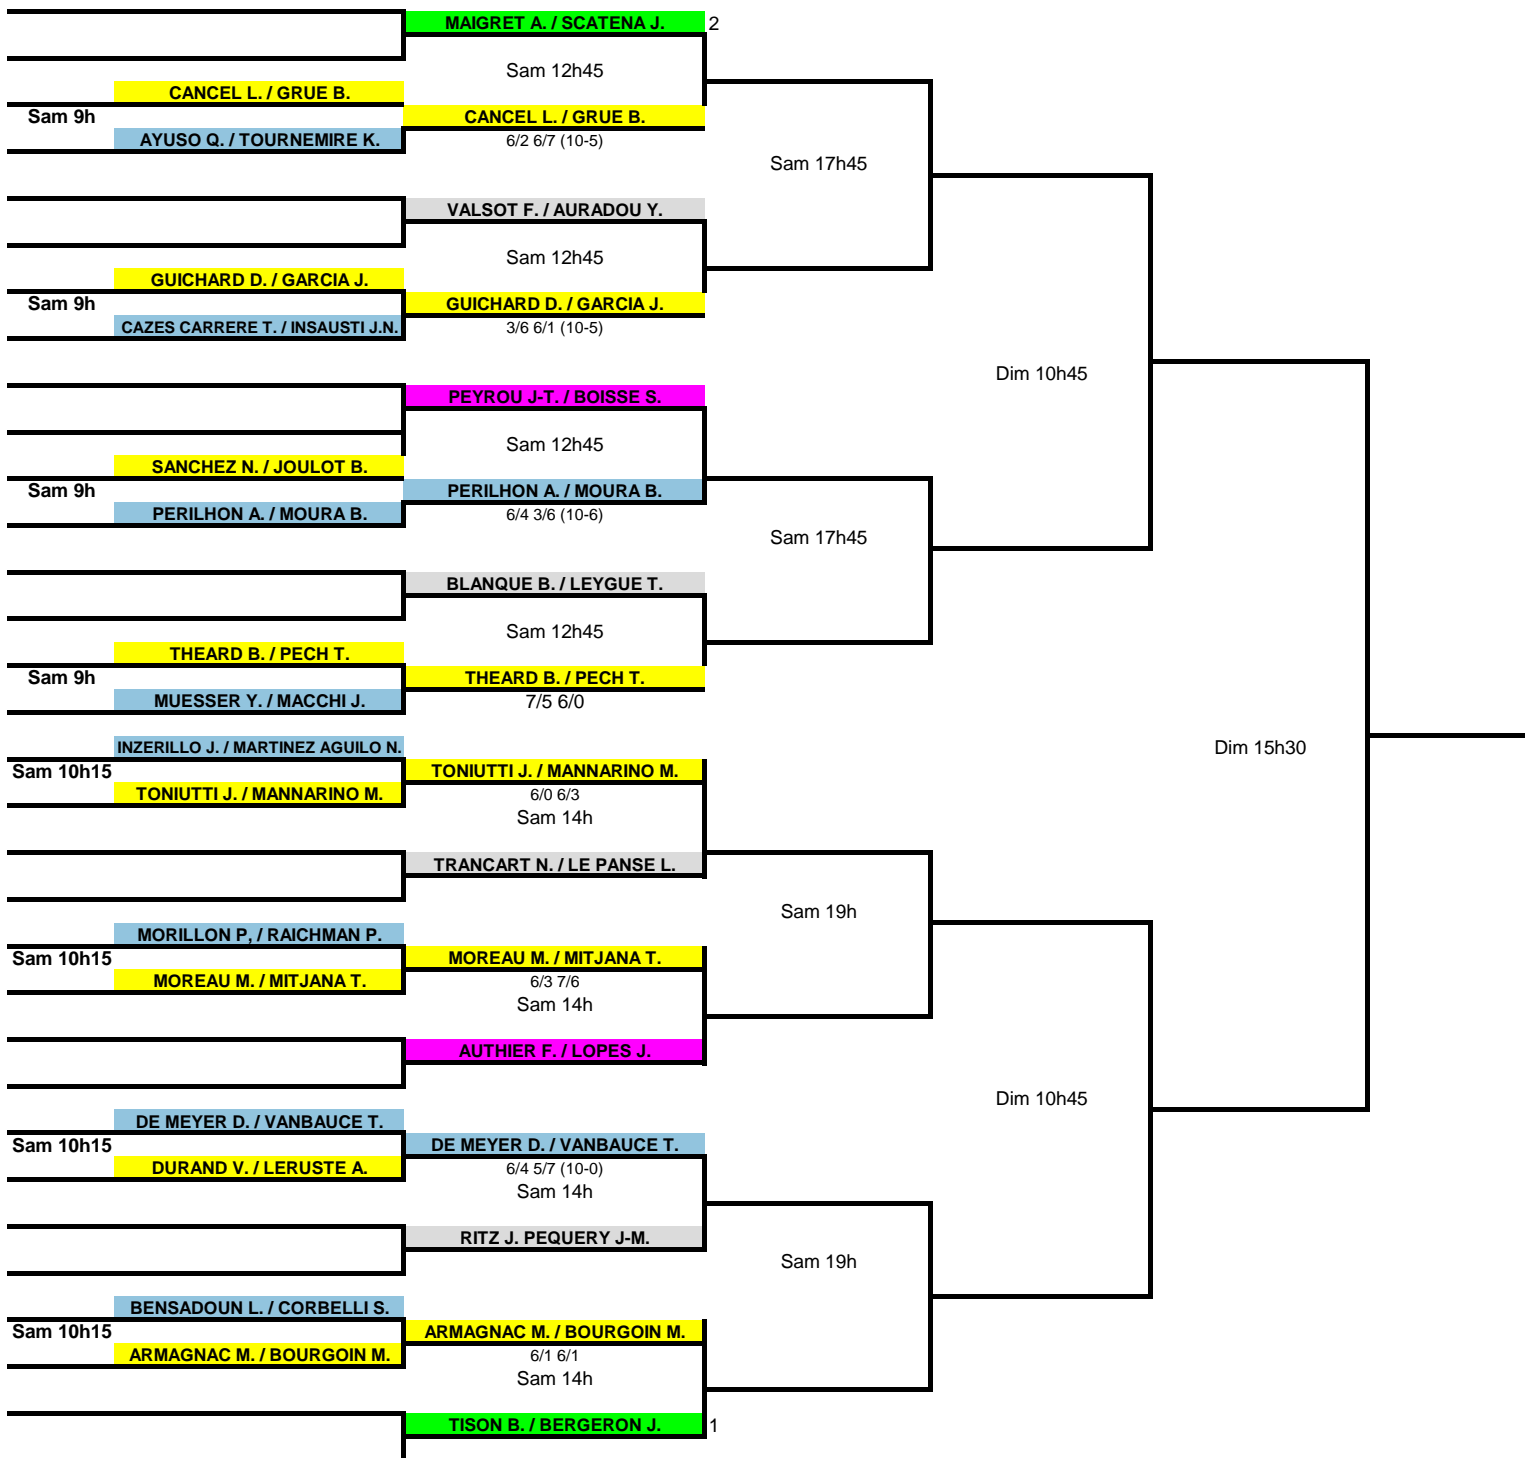 MAIGRET A. / SCATENA J. 2
Sam 12h45
CANCEL L. / GRUE B.
Sam 9h
CANCEL L. / GRUE B.
AYUSO Q. / TOURNEMIRE K.
6/2 6/7 (10-5)
Sam 17h45
VALSOT F. / AURADOU Y.
Sam 12h45
GUICHARD D. / GARCIA J.
Sam 9h
GUICHARD D. / GARCIA J.
CAZES CARRERE T. / INSAUSTI J.N.
3/6 6/1 (10-5)
Dim 10h45
PEYROU J-T. / BOISSE S.
Sam 12h45
SANCHEZ N. / JOULOT B.
Sam 9h
PERILHON A. / MOURA B.
PERILHON A. / MOURA B.
6/4 3/6 (10-6)
Sam 17h45
BLANQUE B. / LEYGUE T.
Sam 12h45
THEARD B. / PECH T.
Sam 9h
THEARD B. / PECH T.
MUESSER Y. / MACCHI J.
7/5 6/0
INZERILLO J. / MARTINEZ AGUILO N.
Dim 15h30
Sam 10h15
TONIUTTI J. / MANNARINO M.
TONIUTTI J. / MANNARINO M.
6/0 6/3
Sam 14h
TRANCART N. / LE PANSE L.
Sam 19h
MORILLON P, / RAICHMAN P.
Sam 10h15
MOREAU M. / MITJANA T.
MOREAU M. / MITJANA T.
6/3 7/6
Sam 14h
AUTHIER F. / LOPES J.
Dim 10h45
DE MEYER D. / VANBAUCE T.
Sam 10h15
DE MEYER D. / VANBAUCE T.
DURAND V. / LERUSTE A.
6/4 5/7 (10-0)
Sam 14h
RITZ J. PEQUERY J-M.
Sam 19h
BENSADOUN L. / CORBELLI S.
Sam 10h15
ARMAGNAC M. / BOURGOIN M.
ARMAGNAC M. / BOURGOIN M.
6/1 6/1
Sam 14h
TISON B. / BERGERON J. 1